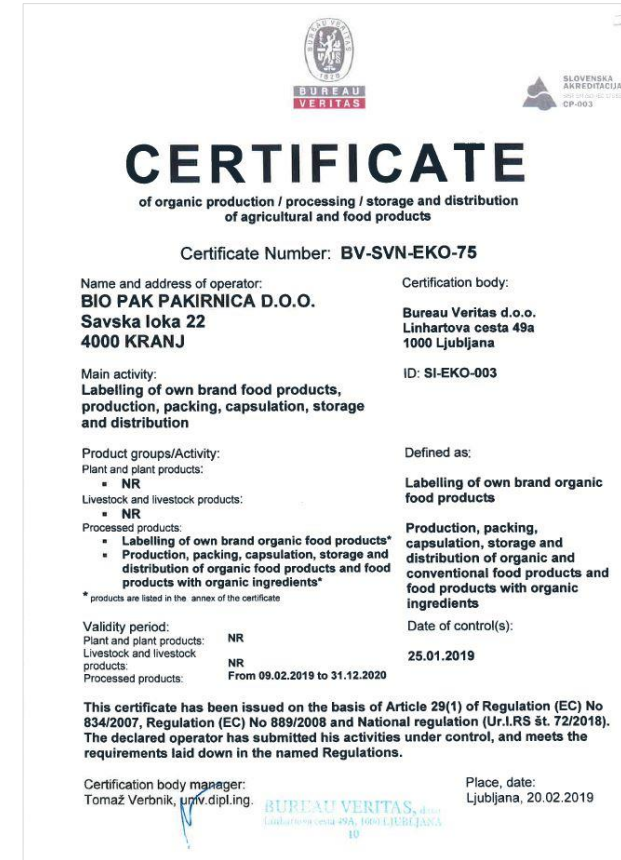 BUREAU VERITAS
1828
BUREAU
VERITAS
SLOVENSKA
AKREDITACIJA
CP-003
CERTIFICATE
of organic production / processing / storage and distribution
of agricultural and food products
Certificate Number: BV-SVN-EKO-75
Name and address of operator:
BIO PAK PAKIRNICA D.O.O.
Savska loka 22
4000 KRANJ
Certification body:
Bureau Veritas d.o.o.
Linhartova cesta 49a
1000 Ljubljana
Main activity:
Labelling of own brand food products,
production, packing, capsulation, storage
and distribution
ID: SI-EKO-003
Product groups/Activity:
Plant and plant products:
▪ NR
Livestock and livestock products:
▪ NR
Processed products:
▪ Labelling of own brand organic food products*
▪ Production, packing, capsulation, storage and
distribution of organic food products and food
products with organic ingredients*
* products are listed in the annex of the certificate
Defined as:
Labelling of own brand organic
food products
Production, packing,
capsulation, storage and
distribution of organic and
conventional food products and
food products with organic
ingredients
Validity period:
Plant and plant products: NR
Livestock and livestock
products: NR
Processed products: From 09.02.2019 to 31.12.2020
Date of control(s):
25.01.2019
This certificate has been issued on the basis of Article 29(1) of Regulation (EC) No
834/2007, Regulation (EC) No 889/2008 and National regulation (Ur.l.RS št. 72/2018).
The declared operator has submitted his activities under control, and meets the
requirements laid down in the named Regulations.
Certification body manager:
Tomaž Verbnik, univ.dipl.ing.
BUREAU VERITAS, d.o.o.
Linhartova cesta 49A, 1000 LJUBLJANA
10
Place, date:
Ljubljana, 20.02.2019